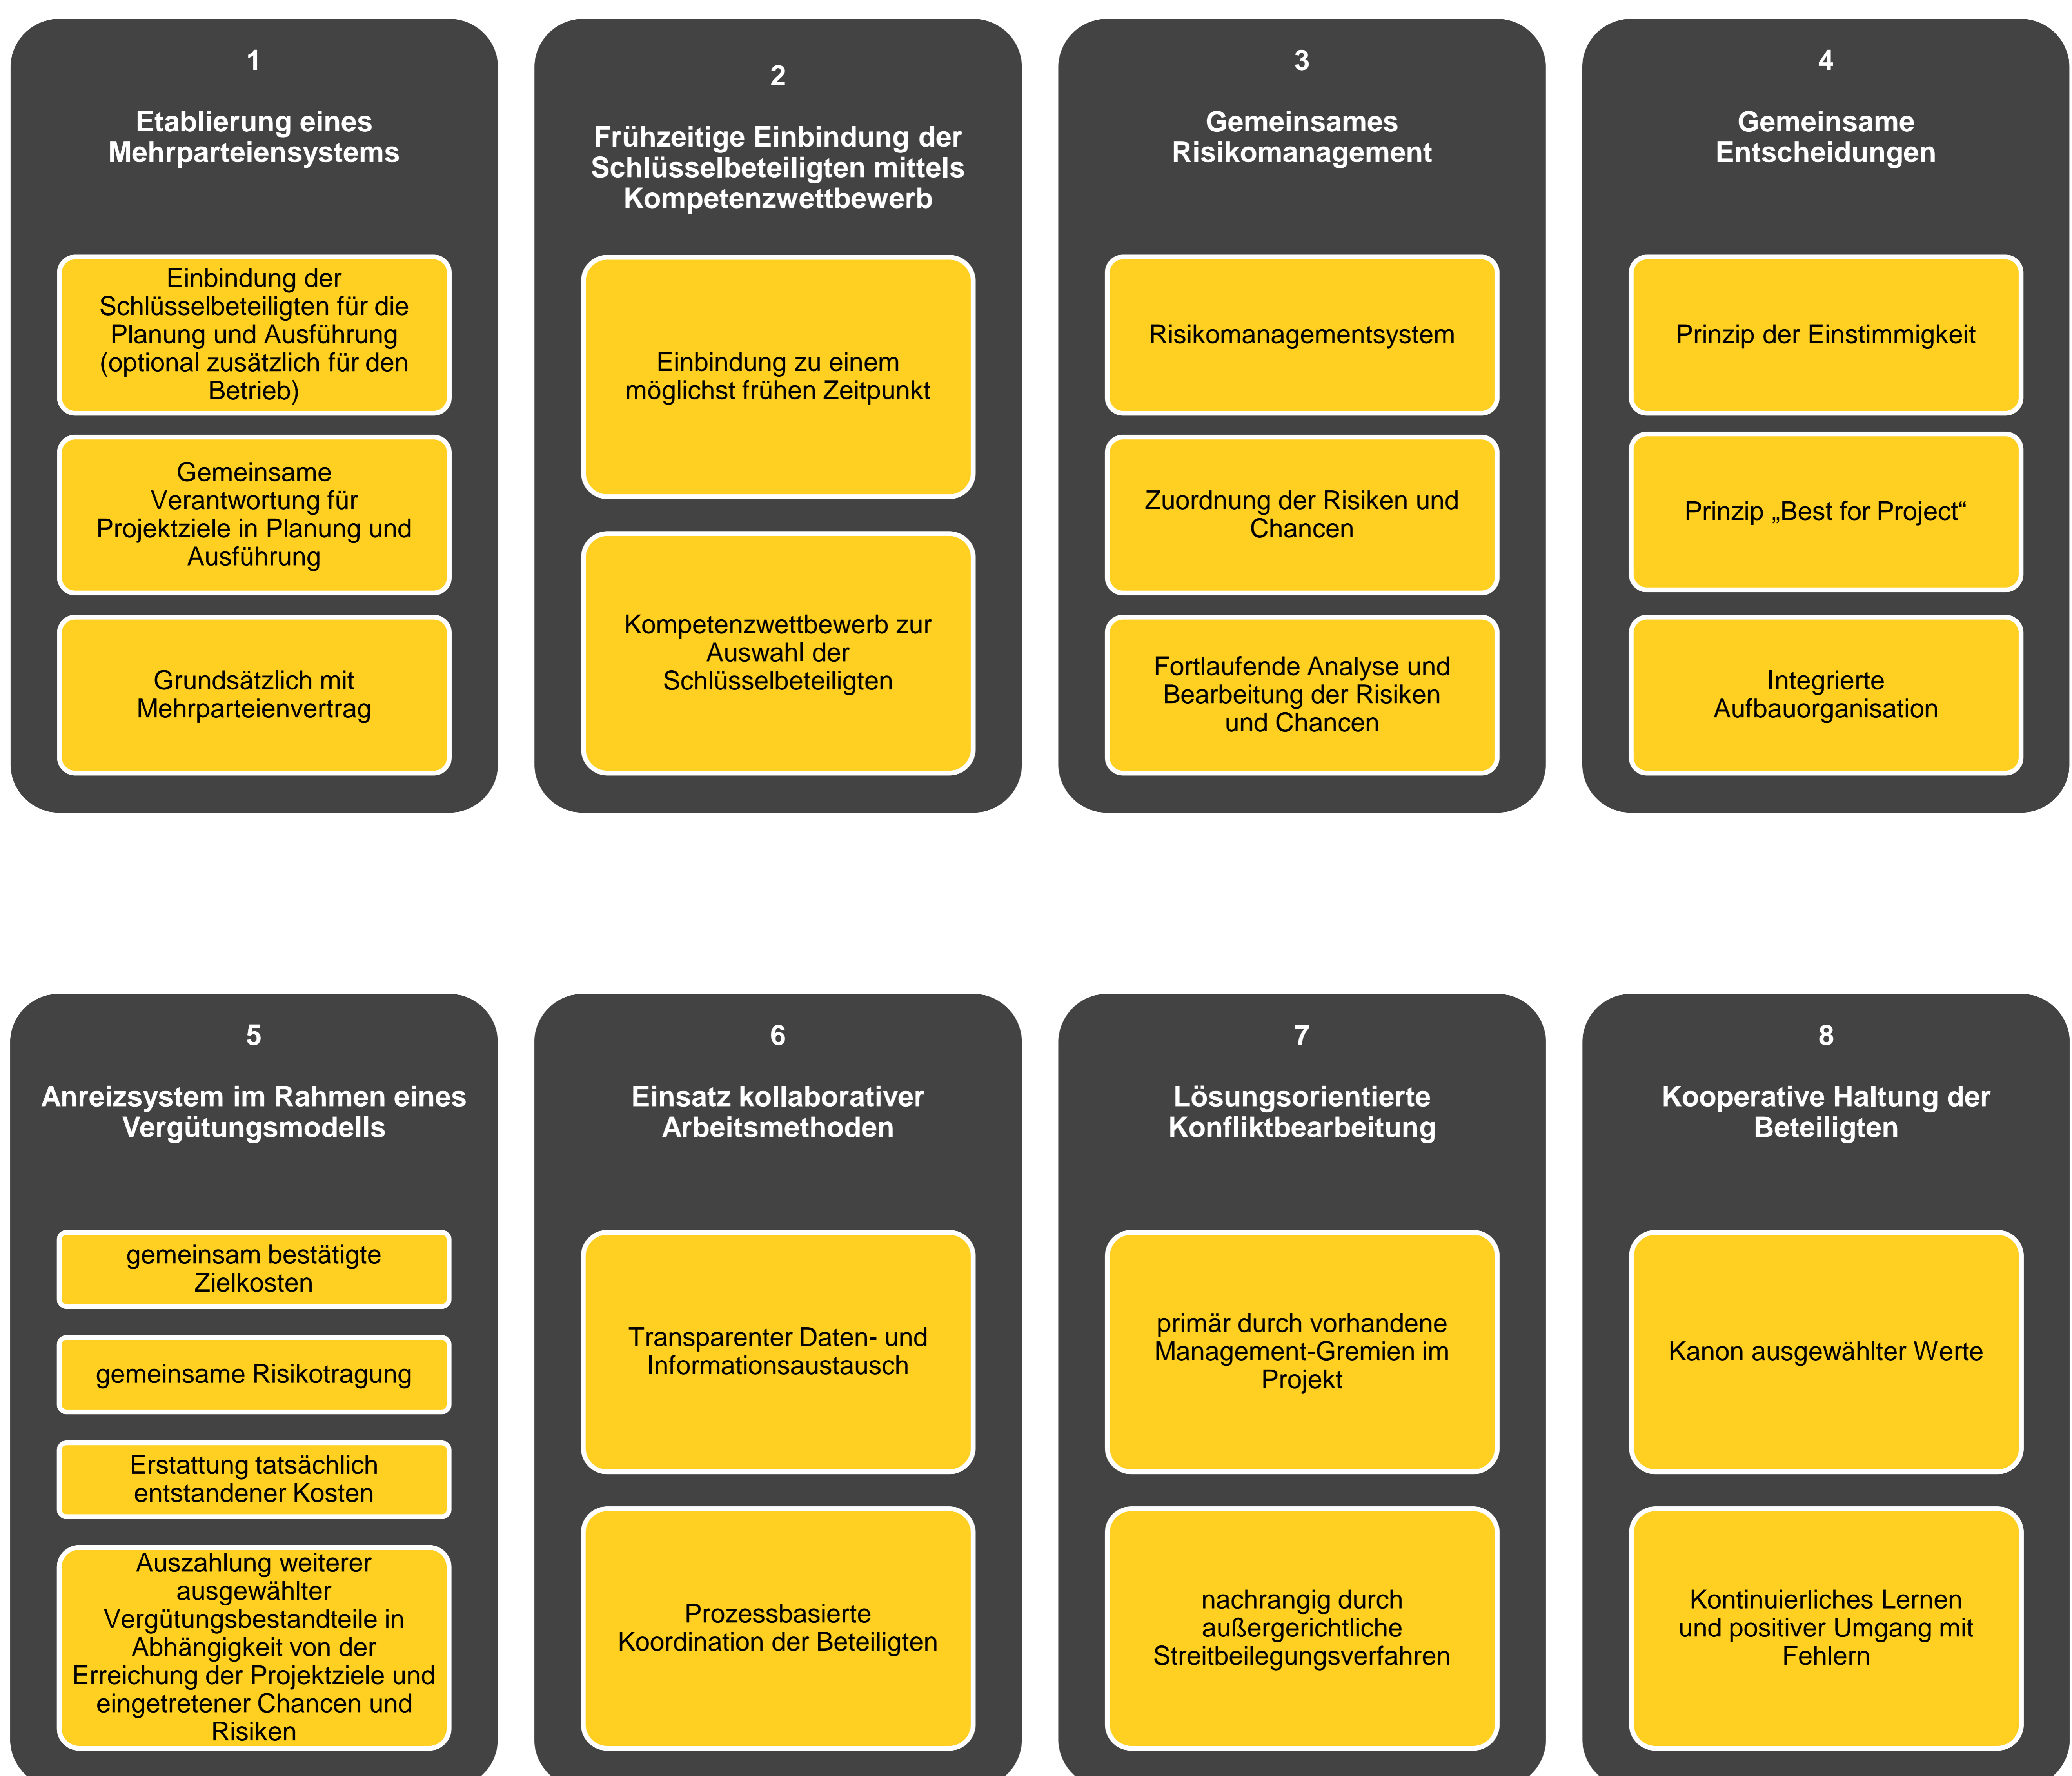 1
Etablierung eines
Mehrparteiensystems
Einbindung der
Schlüsselbeteiligten für die
Planung und Ausführung
(optional zusätzlich für den
Betrieb)
Gemeinsame
Verantwortung für
Projektziele in Planung und
Ausführung
Grundsätzlich mit
Mehrparteienvertrag
2
Frühzeitige Einbindung der
Schlüsselbeteiligten mittels
Kompetenzwettbewerb
Einbindung zu einem
möglichst frühen Zeitpunkt
Kompetenzwettbewerb zur
Auswahl der
Schlüsselbeteiligten
3
Gemeinsames
Risikomanagement
Risikomanagementsystem
Zuordnung der Risiken und
Chancen
Fortlaufende Analyse und
Bearbeitung der Risiken
und Chancen
4
Gemeinsame
Entscheidungen
Prinzip der Einstimmigkeit
Prinzip „Best for Project“
Integrierte
Aufbauorganisation
5
Anreizsystem im Rahmen eines
Vergütungsmodells
gemeinsam bestätigte
Zielkosten
gemeinsame Risikotragung
Erstattung tatsächlich
entstandener Kosten
Auszahlung weiterer
ausgewählter
Vergütungsbestandteile in
Abhängigkeit von der
Erreichung der Projektziele und
eingetretener Chancen und
Risiken
6
Einsatz kollaborativer
Arbeitsmethoden
Transparenter Daten- und
Informationsaustausch
Prozessbasierte
Koordination der Beteiligten
7
Lösungsorientierte
Konfliktbearbeitung
primär durch vorhandene
Management-Gremien im
Projekt
nachrangig durch
außergerichtliche
Streitbeilegungsverfahren
8
Kooperative Haltung der
Beteiligten
Kanon ausgewählter Werte
Kontinuierliches Lernen
und positiver Umgang mit
Fehlern